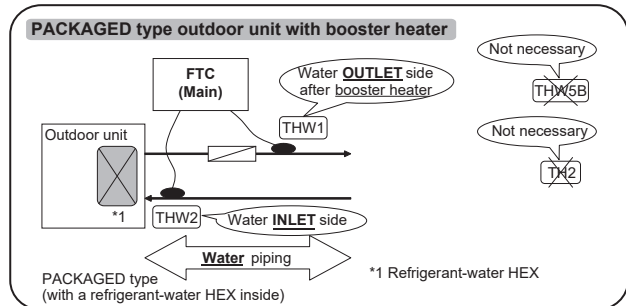 PACKAGED type outdoor unit with booster heater
FTC
(Main)
Water OUTLET side
after booster heater
THW1
Not necessary
THW5B
Not necessary
TH2
Outdoor unit
*1
THW2
Water INLET side
Water piping
PACKAGED type
(with a refrigerant-water HEX inside)
*1 Refrigerant-water HEX